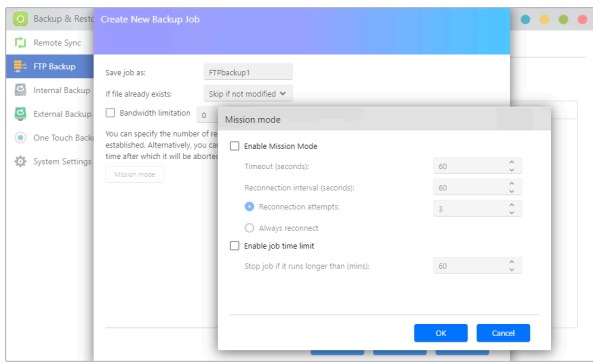 Backup & Resto
Create New Backup Job
Remote Sync
FTP Backup
Internal Backup
External Backup
One Touch Backu
System Settings
Save job as:
FTPbackup1
If file already exists:
Skip if not modified
Bandwidth limitation
0
You can specify the number of re
established. Alternatively, you ca
time after which it will be aborted
Mission mode
Mission mode
Enable Mission Mode
Timeout (seconds):
60
Reconnection interval (seconds):
60
Reconnection attempts:
3
Always reconnect
Enable job time limit
Stop job if it runs longer than (mins):
60
OK
Cancel